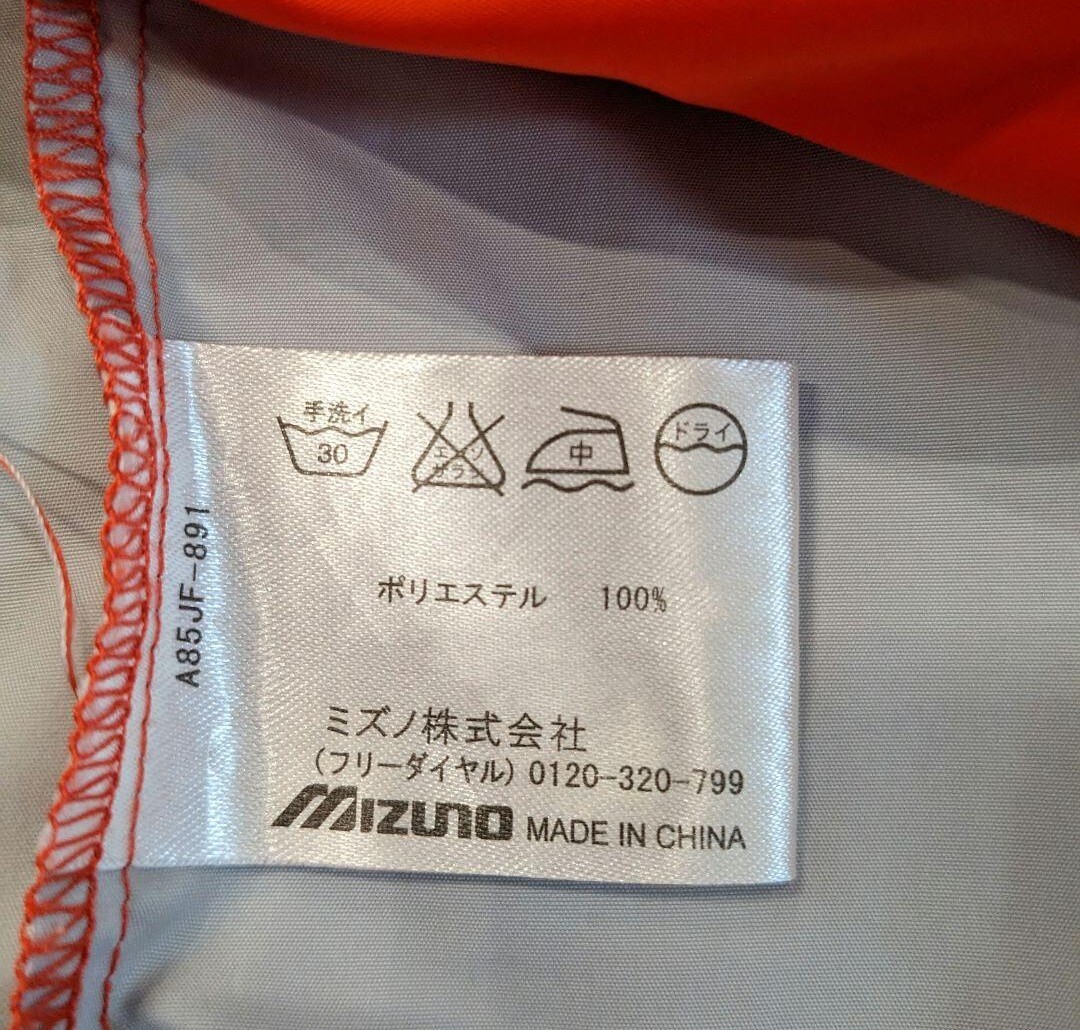 手洗イ
30
エンソ
サラシ
中
ドライ
A85JF-891
ポリエステル 100%
ミズノ株式会社
(フリーダイヤル) 0120-320-799
MIZUNO MADE IN CHINA